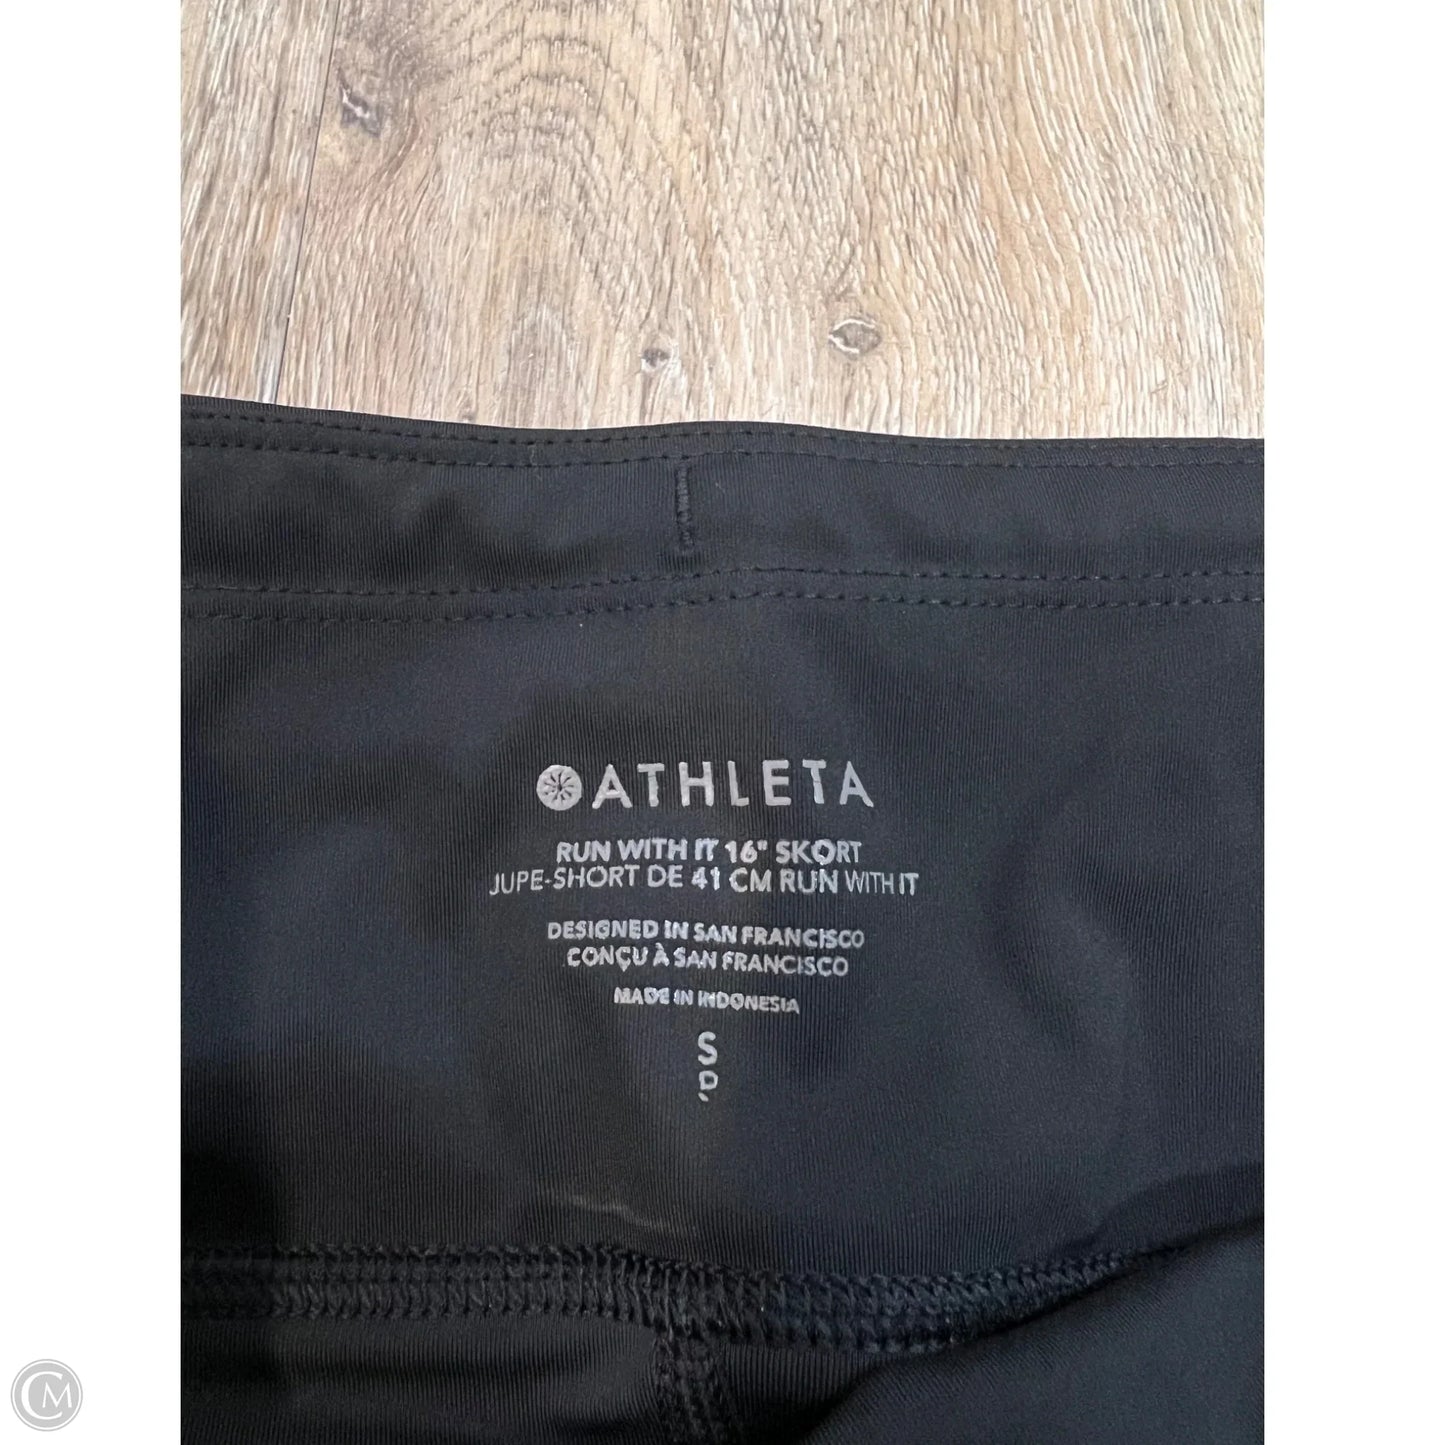 ATHLETA
RUN WITH IT 16" SKORT
JUPE-SHORT DE 41 CM RUN WITH IT
DESIGNED IN SAN FRANCISCO
CONÇU À SAN FRANCISCO
MADE IN INDONESIA
S
P.
CM